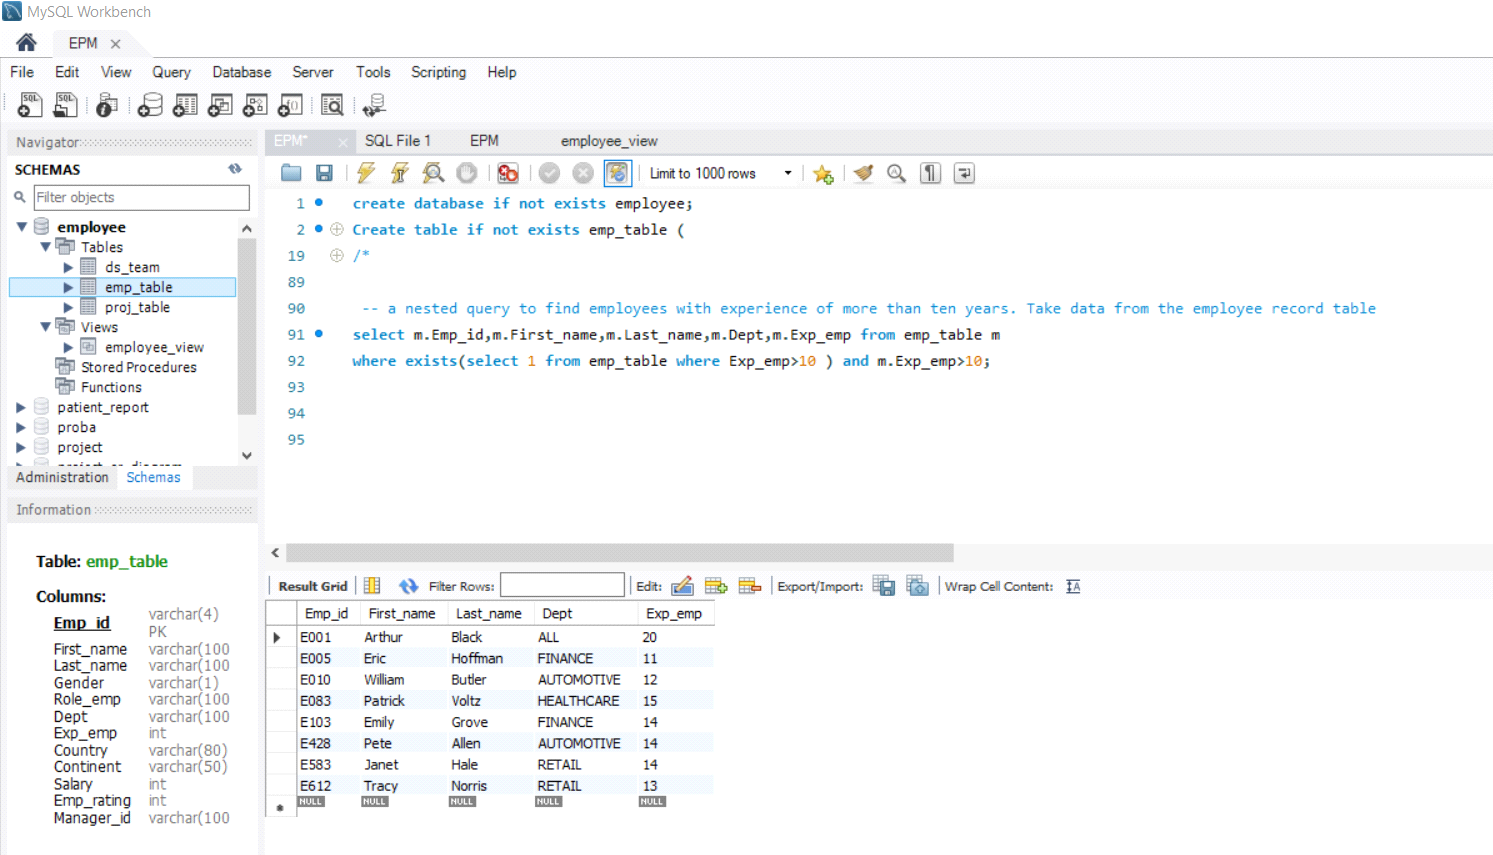 MySQL Workbench
EPM
File Edit View Query Database Server Tools Scripting Help
Navigator
SCHEMAS
Filter objects
employee
Tables
ds_team
emp_table
proj_table
Views
employee_view
Stored Procedures
Functions
patient_report
proba
project
Administration Schemas
Information
Table: emp_table
Columns:
Emp_id varchar(4) PK
First_name varchar(100
Last_name varchar(100
Gender varchar(1)
Role_emp varchar(100
Dept varchar(100
Exp_emp int
Country varchar(80)
Continent varchar(50)
Salary int
Emp_rating int
Manager_id varchar(100
EPM* SQL File 1 EPM employee_view
Limit to 1000 rows
1 create database if not exists employee;
2 Create table if not exists emp_table (
19 /*
89
90 -- a nested query to find employees with experience of more than ten years. Take data from the employee record table
91 select m.Emp_id,m.First_name,m.Last_name,m.Dept,m.Exp_emp from emp_table m
92 where exists(select 1 from emp_table where Exp_emp>10 ) and m.Exp_emp>10;
93
94
95
Result Grid Filter Rows: Edit: Export/Import: Wrap Cell Content:
Emp_id First_name Last_name Dept Exp_emp
E001 Arthur Black ALL 20
E005 Eric Hoffman FINANCE 11
E010 William Butler AUTOMOTIVE 12
E083 Patrick Voltz HEALTHCARE 15
E103 Emily Grove FINANCE 14
E428 Pete Allen AUTOMOTIVE 14
E583 Janet Hale RETAIL 14
E612 Tracy Norris RETAIL 13
NULL NULL NULL NULL NULL